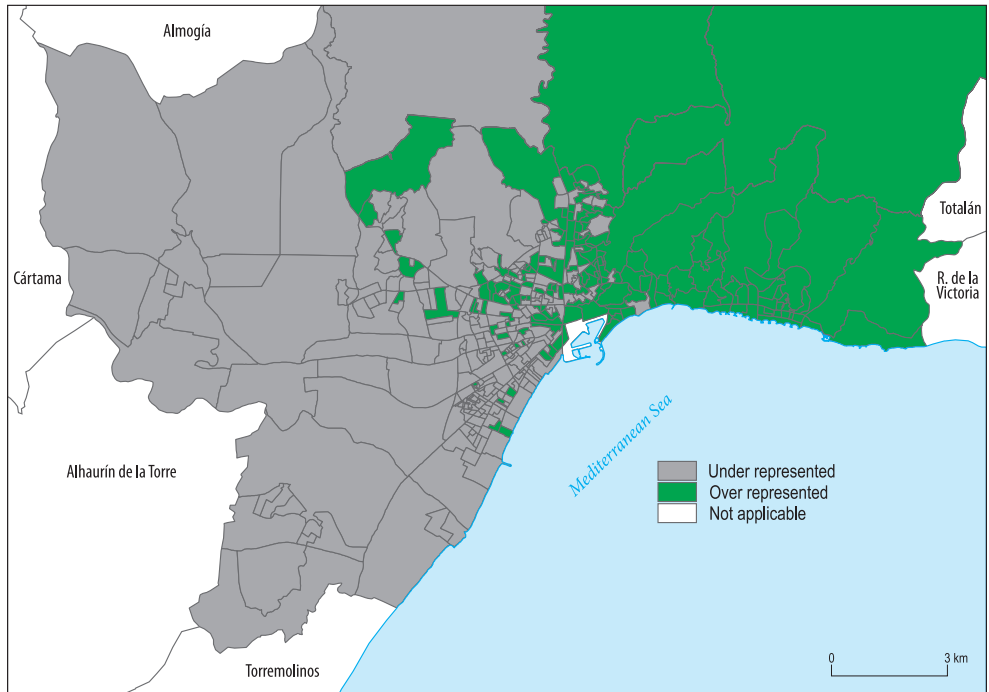 Almogía
Totalán
Cártama
R. de la
Victoria
Mediterranean Sea
Alhaurín de la Torre
Under represented
Over represented
Not applicable
Torremolinos
0 3 km